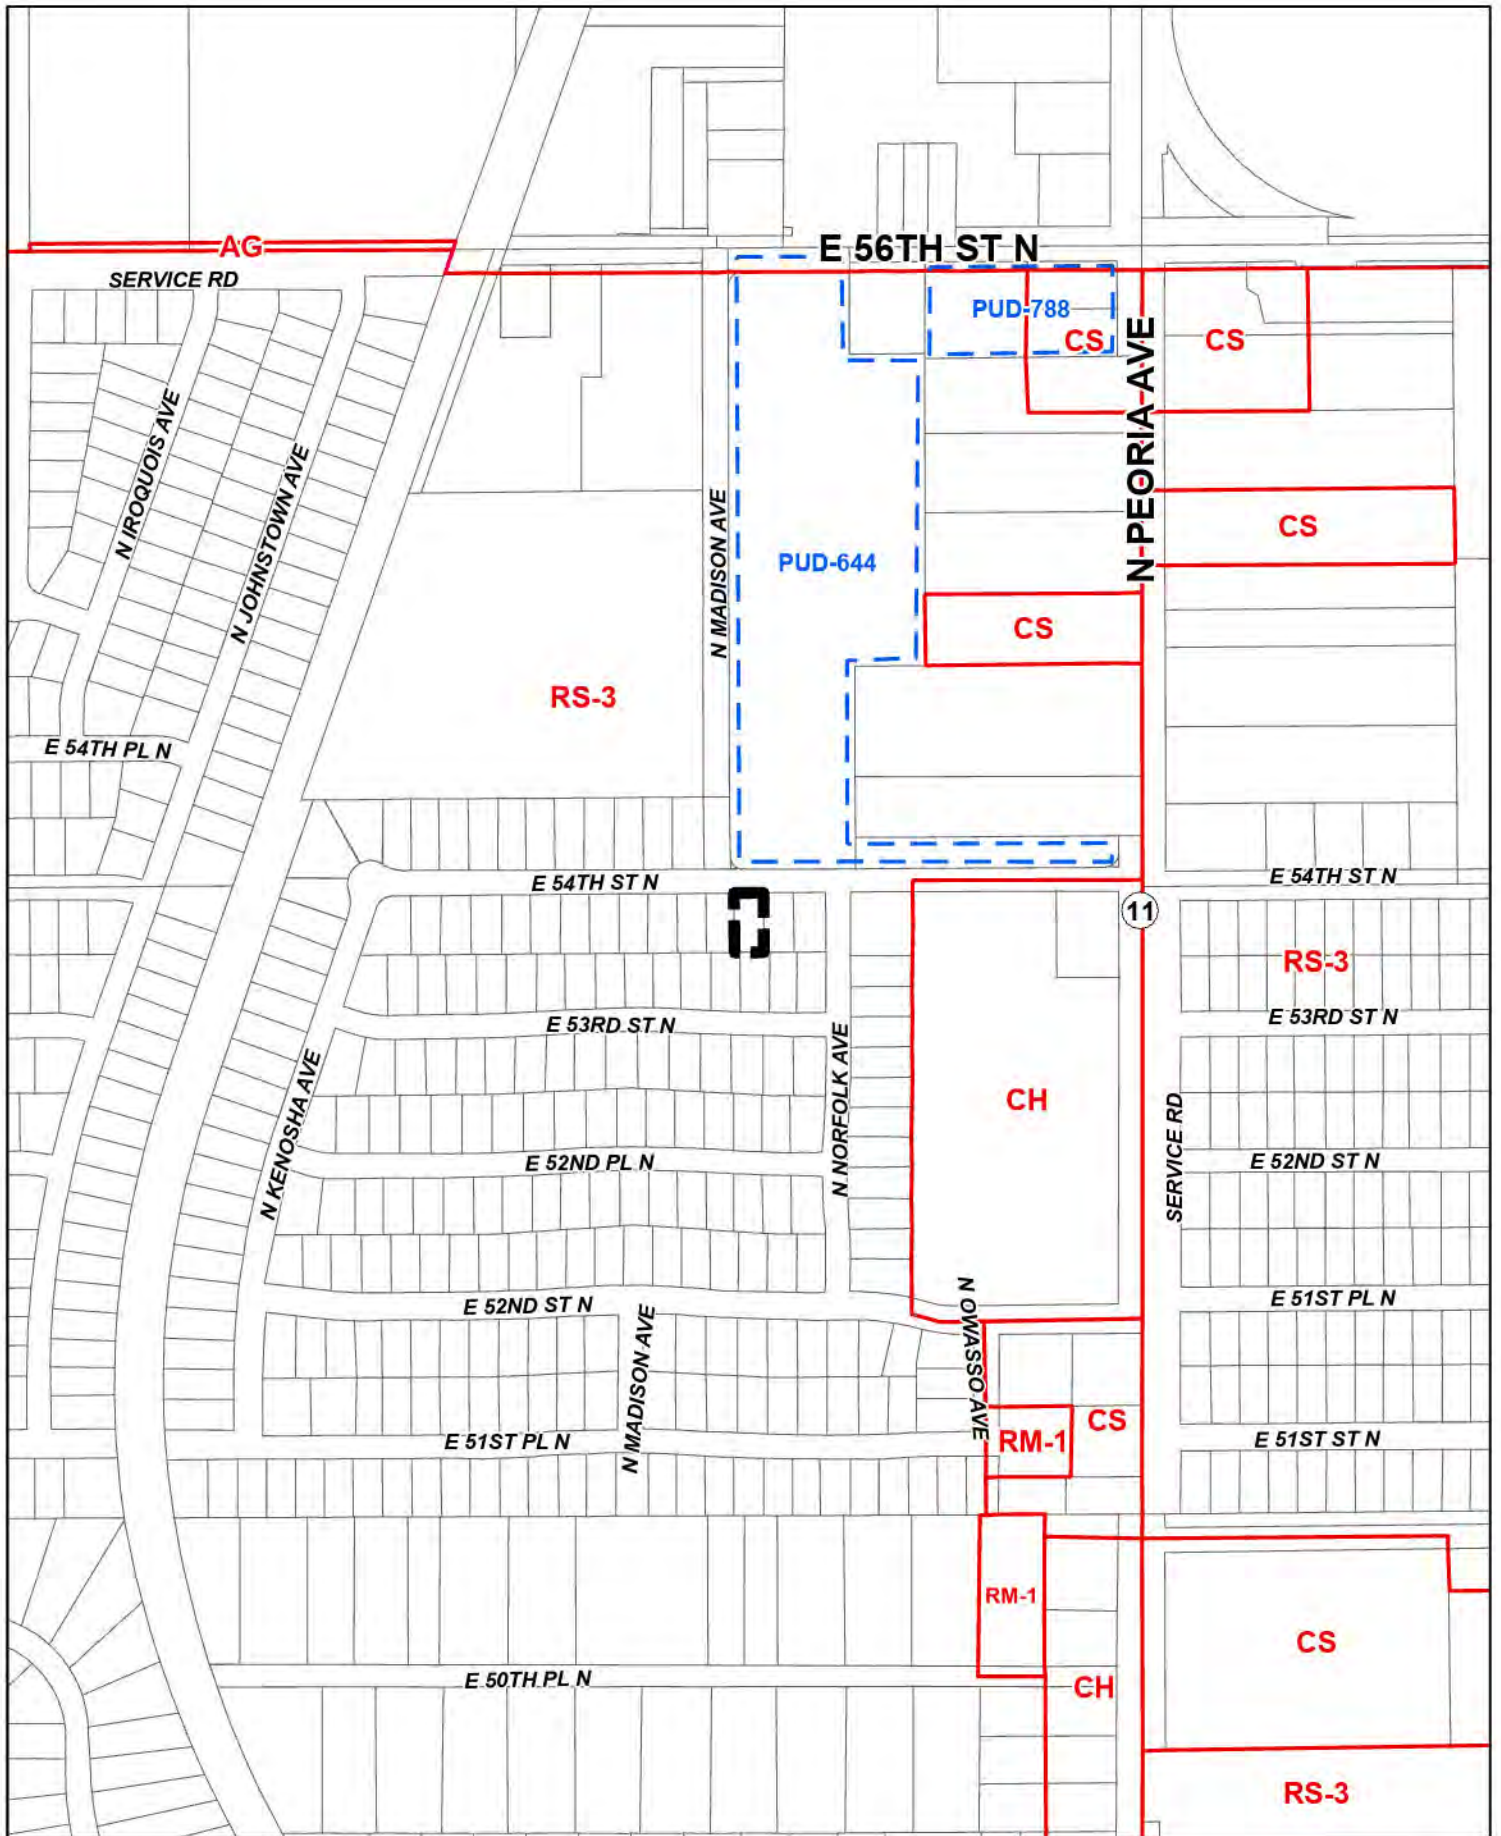 AG
E 56TH ST N
SERVICE RD
PUD-788
CS
CS
N PEORIA AVE
N IROQUOIS AVE
N JOHNSTOWN AVE
N MADISON AVE
CS
PUD-644
CS
RS-3
E 54TH PL N
E 54TH ST N
E 54TH ST N
11
RS-3
E 53RD ST N
E 53RD ST N
N KENOSHA AVE
N NORFOLK AVE
CH
SERVICE RD
E 52ND PL N
E 52ND ST N
E 52ND ST N
E 51ST PL N
N MADISON AVE
N OWASSO AVE
CS
RM-1
E 51ST PL N
E 51ST ST N
RM-1
CS
E 50TH PL N
CH
RS-3